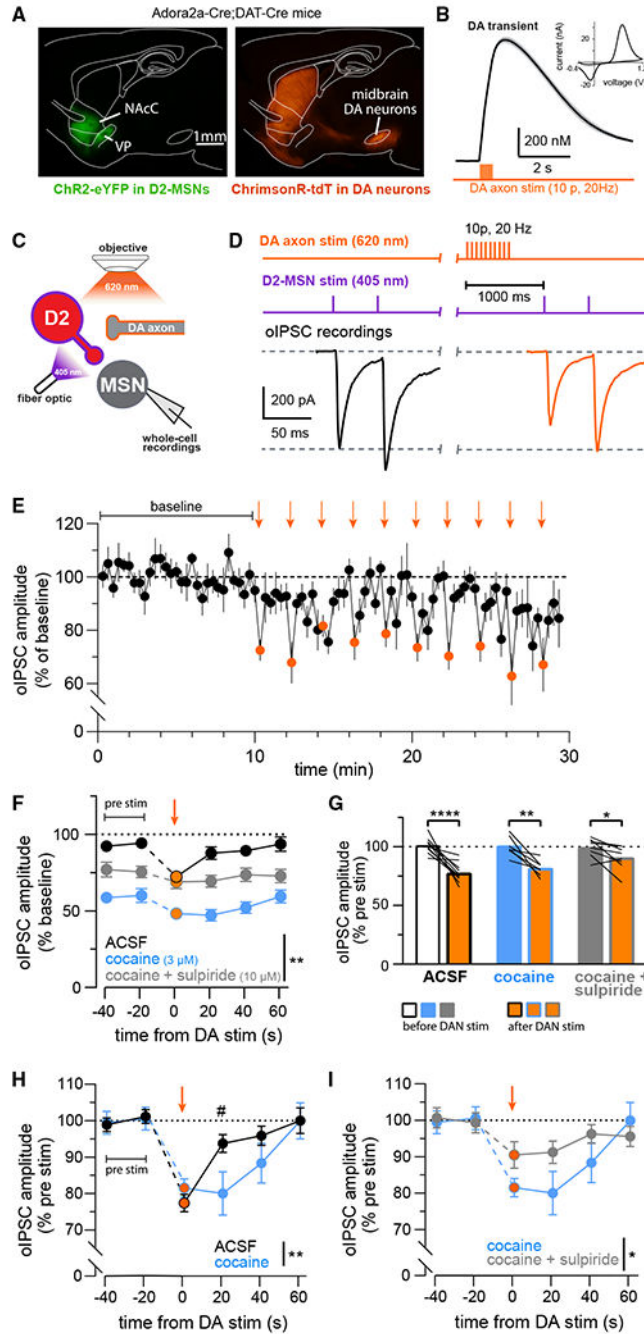 Adora2a-Cre;DAT-Cre mice
A
NAcC
VP
1mm
midbrain
DA neurons
ChR2-eYFP in D2-MSNs
ChrimsonR-tdT in DA neurons
B
DA transient
current (nA)
20
-20
-0.4
voltage (V)
200 nM
2 s
DA axon stim (10 p, 20Hz)
C
objective
620 nm
D2
DA axon
405 nm
MSN
fiber optic
whole-cell
recordings
D
10p, 20 Hz
DA axon stim (620 nm)
D2-MSN stim (405 nm)
1000 ms
oIPSC recordings
200 pA
50 ms
E
baseline
oIPSC amplitude
(% of baseline)
120
100
80
60
0
0
10
20
30
time (min)
F
pre stim
oIPSC amplitude
(% baseline)
100
50
0
ACSF
cocaine (3 μM)
cocaine + sulpiride (10 μM)
**
-40 -20 0 20 40 60
time from DA stim (s)
G
****
**
*
oIPSC amplitude
(% pre stim)
100
50
0
ACSF
cocaine
cocaine +
sulpiride
before DAN stim
after DAN stim
H
oIPSC amplitude
(% pre stim)
110
100
90
80
70
0
#
pre stim
ACSF
cocaine
**
-40 -20 0 20 40 60
time from DA stim (s)
I
oIPSC amplitude
(% pre stim)
110
100
90
80
70
0
cocaine
cocaine + sulpiride
*
-40 -20 0 20 40 60
time from DA stim (s)